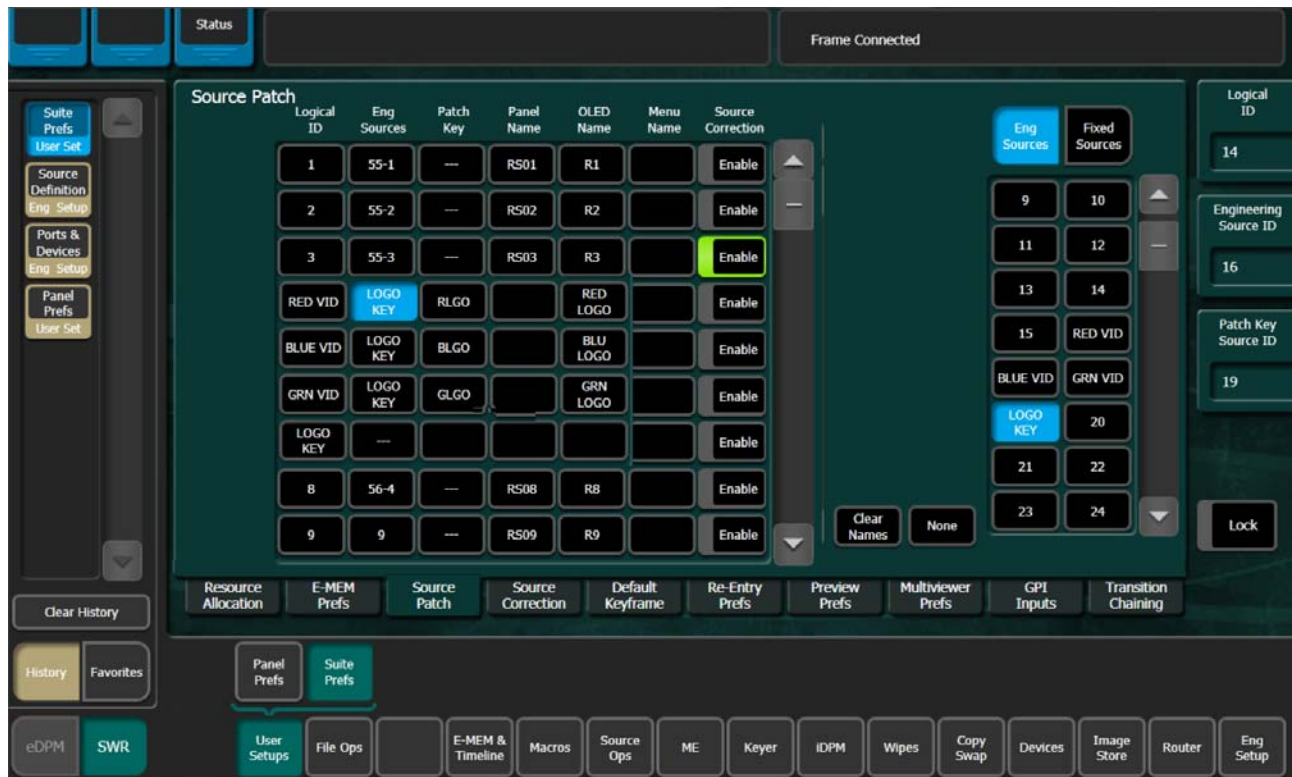 Status
Frame Connected
Suite
Prefs
User Set
Source
Definition
Eng Setup
Ports &
Devices
Eng Setup
Panel
Prefs
User Set
Clear History
History Favorites
eDPM SWR
Source Patch
Logical ID Eng Sources Patch Key Panel Name OLED Name Menu Name Source Correction
1 55-1 --- RS01 R1 Enable
2 55-2 --- RS02 R2 Enable
3 55-3 --- RS03 R3 Enable
RED VID LOGO KEY RLGO RED LOGO Enable
BLUE VID LOGO KEY BLGO BLU LOGO Enable
GRN VID LOGO KEY GLGO GRN LOGO Enable
LOGO KEY --- Enable
8 56-4 --- RS08 R8 Enable
9 9 --- RS09 R9 Enable
Clear Names None
Eng Sources Fixed Sources
9 10
11 12
13 14
15 RED VID
BLUE VID GRN VID
LOGO KEY 20
21 22
23 24
Logical
ID
14
Engineering
Source ID
16
Patch Key
Source ID
19
Lock
Resource Allocation E-MEM Prefs Source Patch Source Correction Default Keyframe Re-Entry Prefs Preview Prefs Multiviewer Prefs GPI Inputs Transition Chaining
Panel Prefs Suite Prefs
User Setups File Ops E-MEM & Timeline Macros Source Ops ME Keyer iDPM Wipes Copy Swap Devices Image Store Router Eng Setup